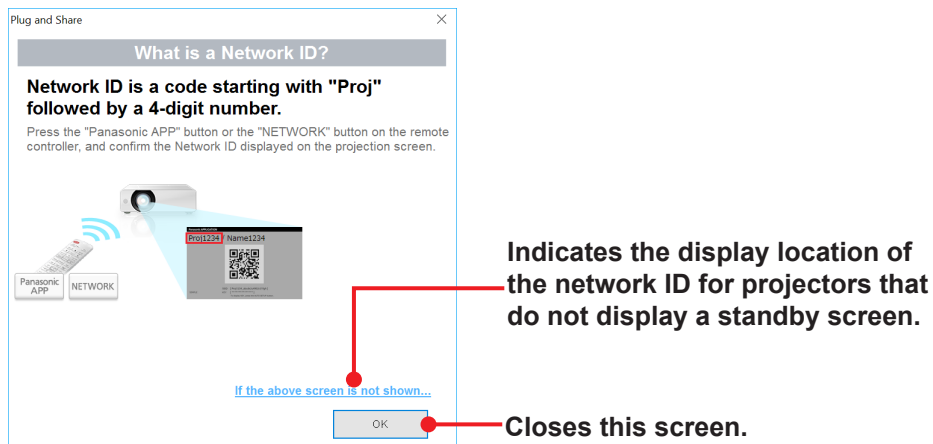 Plug and Share
What is a Network ID?
Network ID is a code starting with "Proj"
followed by a 4-digit number.
Press the "Panasonic APP" button or the "NETWORK" button on the remote
controller, and confirm the Network ID displayed on the projection screen.
Proj1234 Name1234
Panasonic
APP
NETWORK
Indicates the display location of
the network ID for projectors that
do not display a standby screen.
If the above screen is not shown...
OK
Closes this screen.